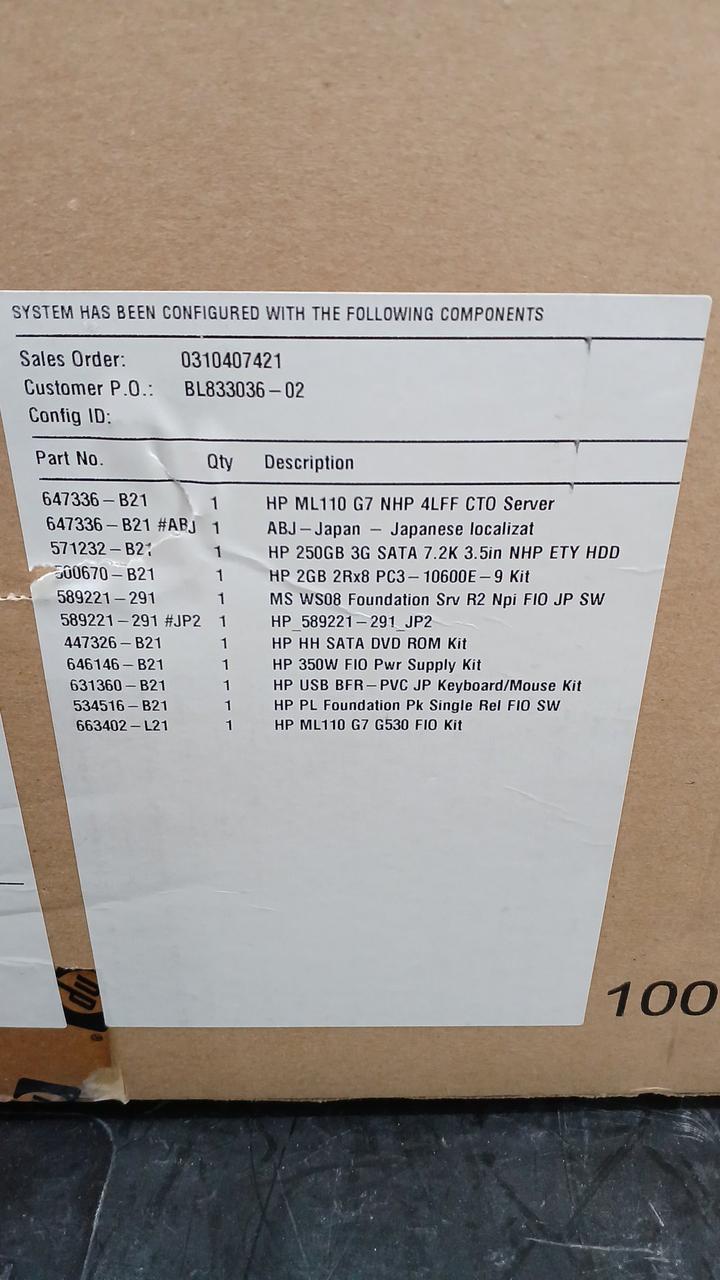 SYSTEM HAS BEEN CONFIGURED WITH THE FOLLOWING COMPONENTS
Sales Order: 0310407421
Customer P.O.: BL833036-02
Config ID:
Part No. Qty Description
647336-B21 1 HP ML110 G7 NHP 4LFF CTO Server
647336-B21 #ABJ 1 ABJ-Japan - Japanese localizat
571232-B21 1 HP 250GB 3G SATA 7.2K 3.5in NHP ETY HDD
500670-B21 1 HP 2GB 2Rx8 PC3-10600E-9 Kit
589221-291 1 MS WS08 Foundation Srv R2 Npi FIO JP SW
589221-291 #JP2 1 HP_589221-291_JP2
447326-B21 1 HP HH SATA DVD ROM Kit
646146-B21 1 HP 350W FIO Pwr Supply Kit
631360-B21 1 HP USB BFR-PVC JP Keyboard/Mouse Kit
534516-B21 1 HP PL Foundation Pk Single Rel FIO SW
663402-L21 1 HP ML110 G7 G530 FIO Kit
hp
100